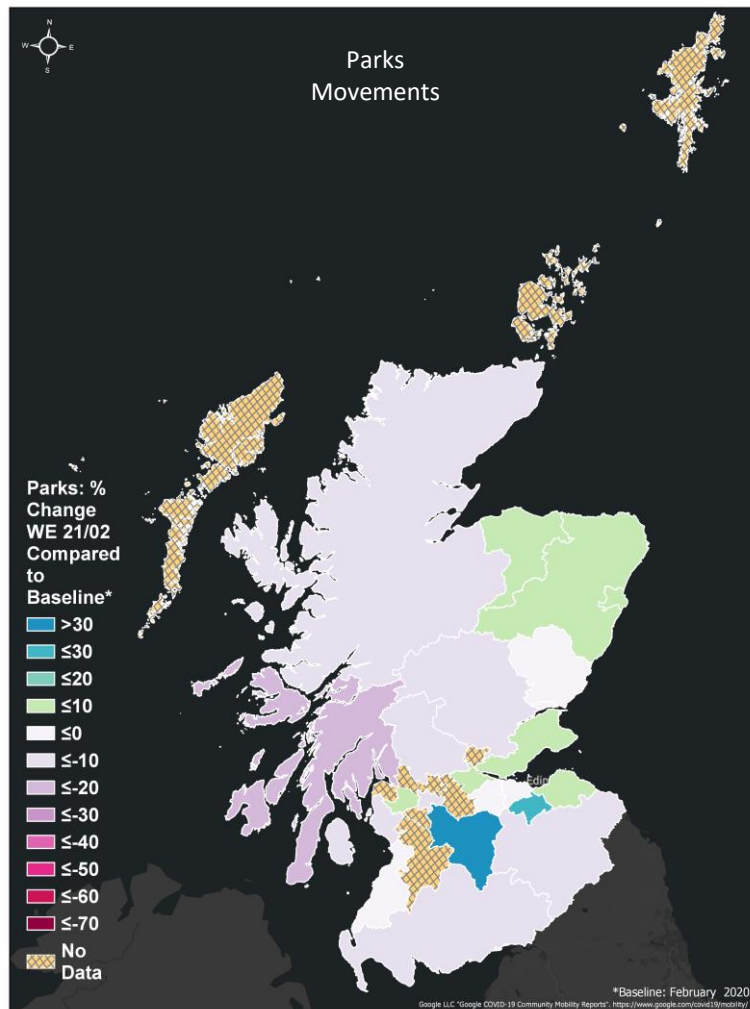 N
W E
S
Parks
Movements
Parks: %
Change
WE 21/02
Compared
to
Baseline*
>30
≤30
≤20
≤10
≤0
≤-10
≤-20
≤-30
≤-40
≤-50
≤-60
≤-70
No
Data
*Baseline: February 2020
Google LLC "Google COVID-19 Community Mobility Reports". https://www.google.com/covid19/mobility/